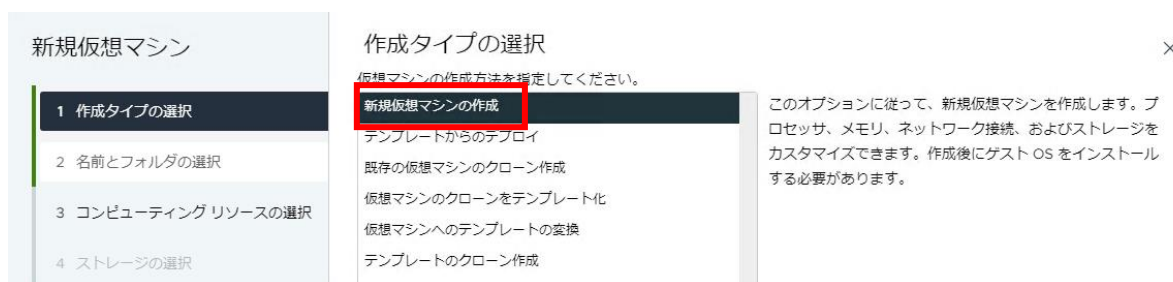 新規仮想マシン
1 作成タイプの選択
2 名前とフォルダの選択
3 コンピューティング リソースの選択
4 ストレージの選択
作成タイプの選択
仮想マシンの作成方法を指定してください。
新規仮想マシンの作成
テンプレートからのデプロイ
既存の仮想マシンのクローン作成
仮想マシンのクローンをテンプレート化
仮想マシンへのテンプレートの変換
テンプレートのクローン作成
このオプションに従って、新規仮想マシンを作成します。プ
ロセッサ、メモリ、ネットワーク接続、およびストレージを
カスタマイズできます。作成後にゲスト OS をインストール
する必要があります。